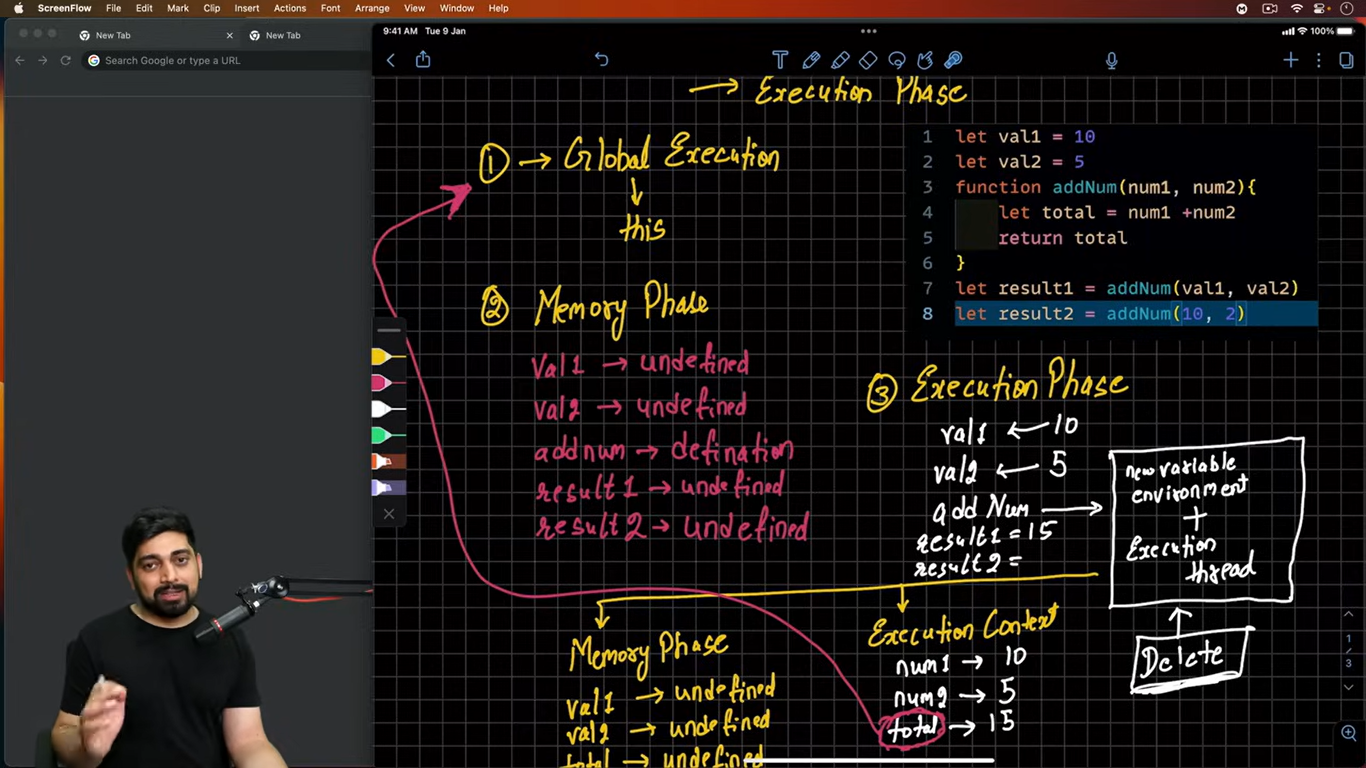 ScreenFlow File Edit Mark Clip Insert Actions Font Arrange View Window Help
New Tab
New Tab
Search Google or type a URL
9:41 AM Tue 9 Jan
100%
→ Execution Phase
① → Global Execution
this
② Memory Phase
val1 → undefined
val2 → undefined
addnum → defination
result1 → undefined
result2 → undefined
1 let val1 = 10
2 let val2 = 5
3 function addNum(num1, num2){
4 let total = num1 +num2
5 return total
6 }
7 let result1 = addNum(val1, val2)
8 let result2 = addNum(10, 2)
③ Execution Phase
val1 ← 10
val2 ← 5
add Num →
result1 = 15
result2 =
new variable
environment
+
Execution
thread
Delete
Memory Phase
val1 → undefined
val2 → undefined
total → undefined
Execution Context
num1 → 10
num2 → 5
total → 15
1
3